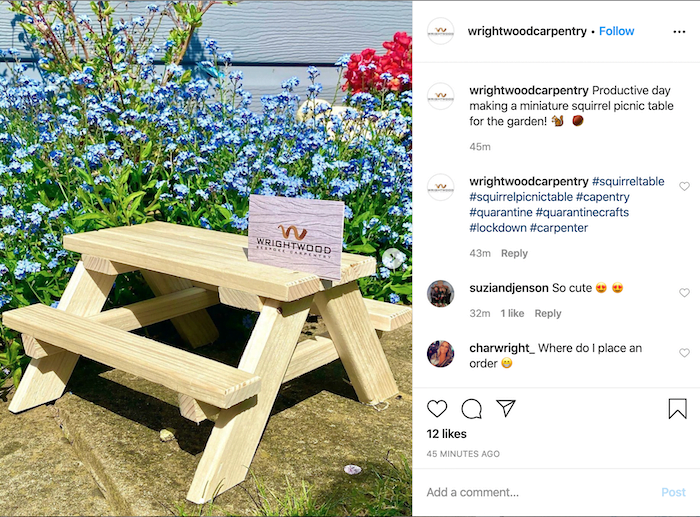 WRIGHTWOOD
BESPOKE CARPENTRY
wrightwoodcarpentry • Follow
wrightwoodcarpentry Productive day
making a miniature squirrel picnic table
for the garden! 🐿️ 🌰
45m
wrightwoodcarpentry #squirreltable
#squirrelpicnictable #capentry
#quarantine #quarantinecrafts
#lockdown #carpenter
43m Reply
suziandjenson So cute 😍 😍
32m 1 like Reply
charwright_ Where do I place an
order 😁
12 likes
45 MINUTES AGO
Add a comment... Post